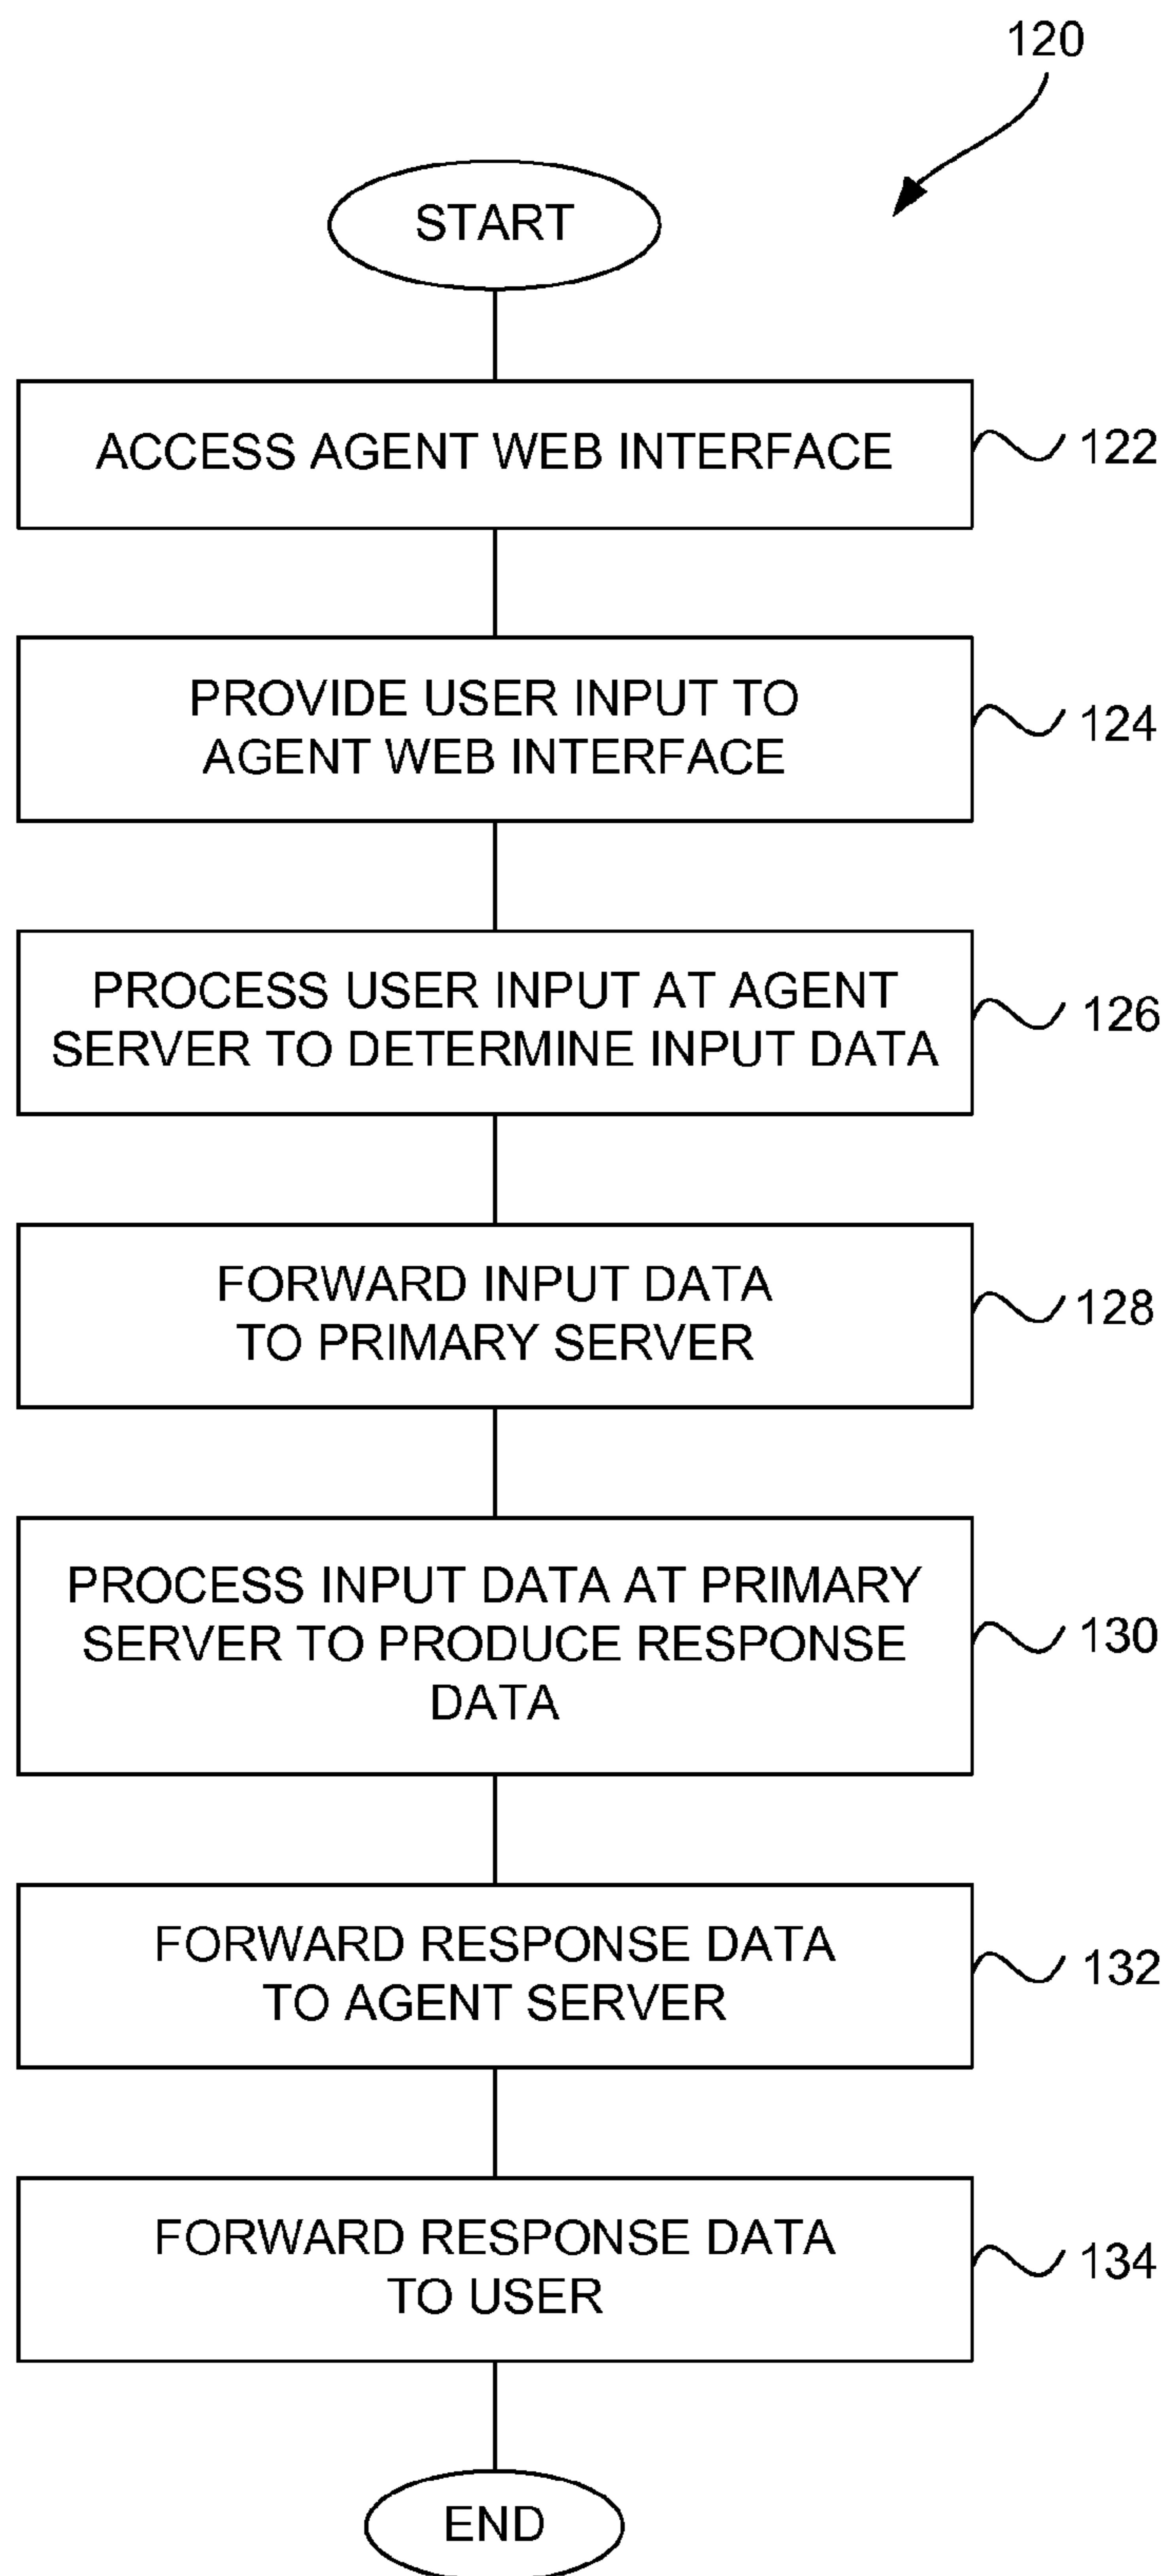 120
START
ACCESS AGENT WEB INTERFACE
122
PROVIDE USER INPUT TO
AGENT WEB INTERFACE
124
PROCESS USER INPUT AT AGENT
SERVER TO DETERMINE INPUT DATA
126
FORWARD INPUT DATA
TO PRIMARY SERVER
128
PROCESS INPUT DATA AT PRIMARY
SERVER TO PRODUCE RESPONSE
DATA
130
FORWARD RESPONSE DATA
TO AGENT SERVER
132
FORWARD RESPONSE DATA
TO USER
134
END